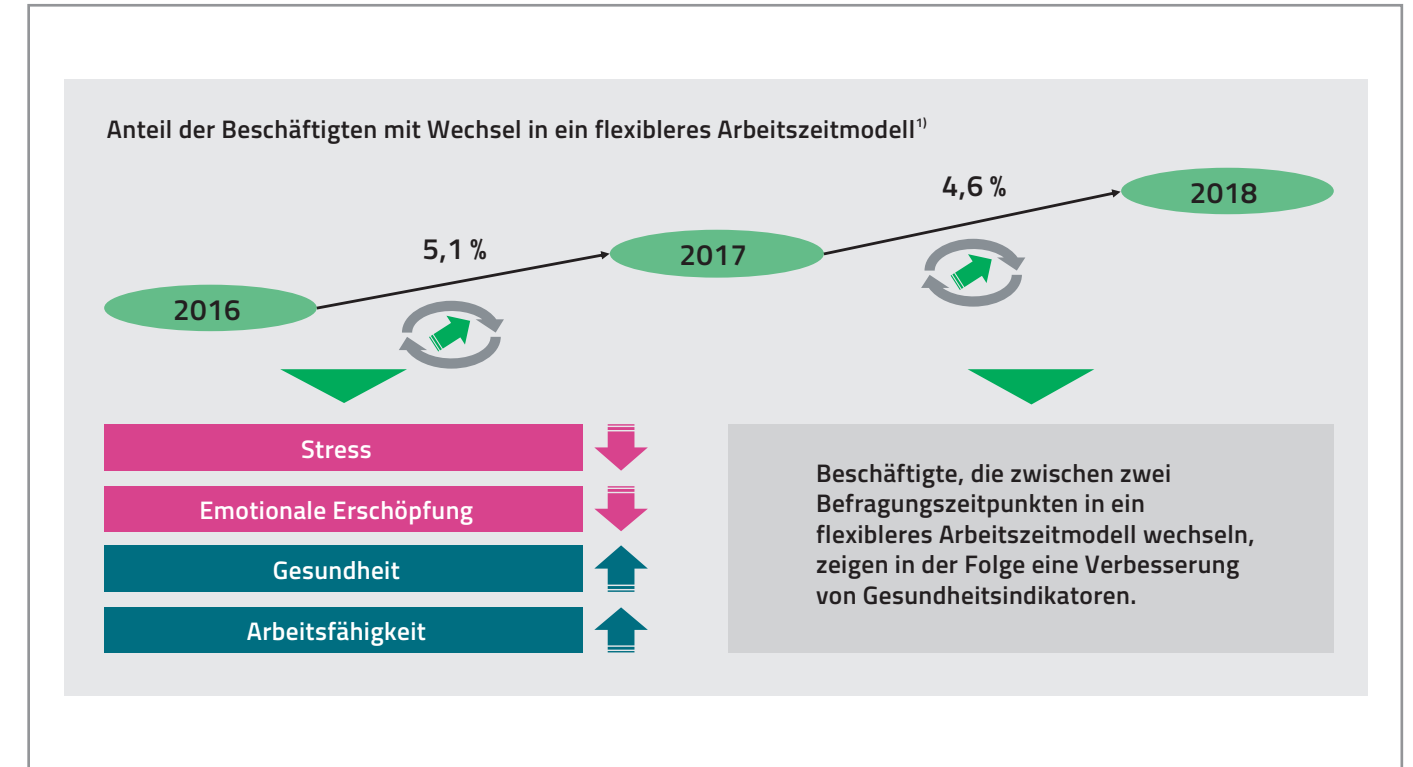 Anteil der Beschäftigten mit Wechsel in ein flexibleres Arbeitszeitmodell¹⁾
4,6 %
2018
5,1 %
2017
2016
Stress
Emotionale Erschöpfung
Gesundheit
Arbeitsfähigkeit
Beschäftigte, die zwischen zwei
Befragungszeitpunkten in ein
flexibleres Arbeitszeitmodell wechseln,
zeigen in der Folge eine Verbesserung
von Gesundheitsindikatoren.